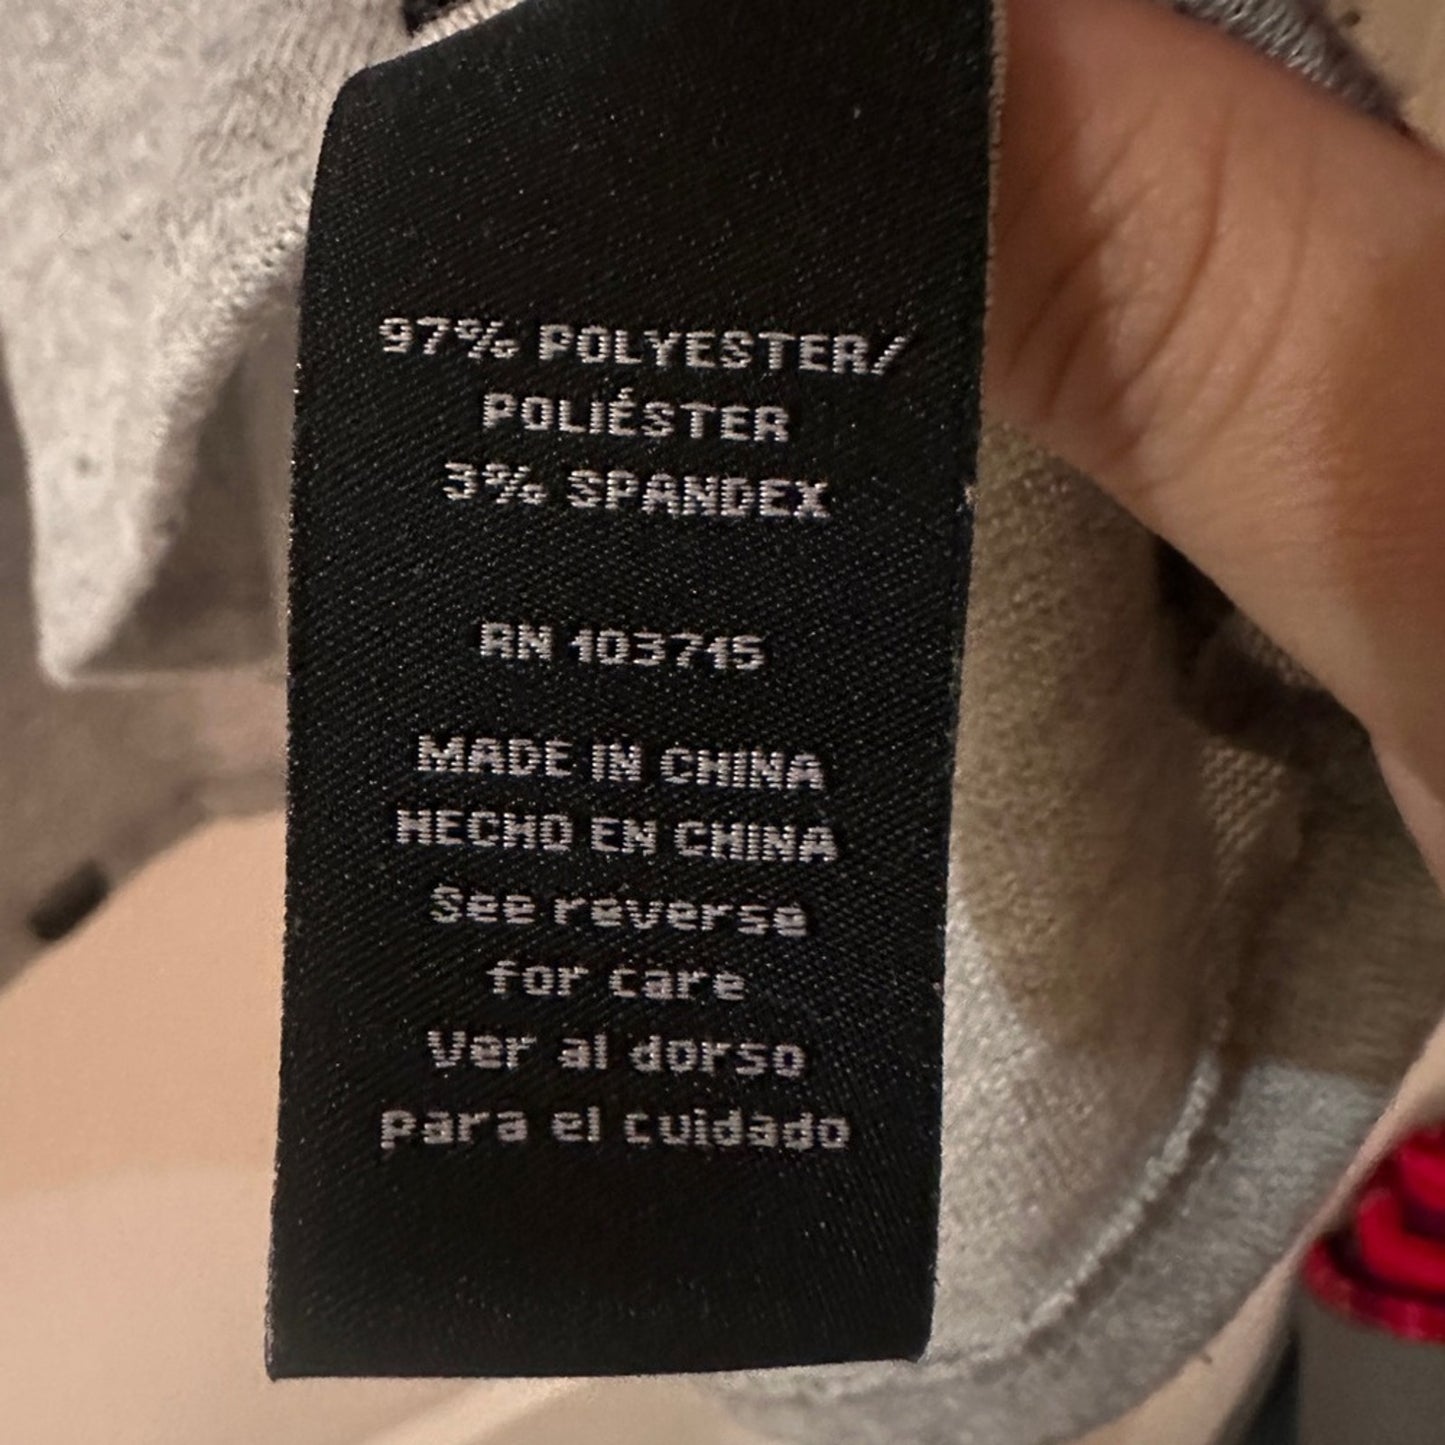 97% POLYESTER/
POLIÉSTER
3% SPANDEX
RN 103715
MADE IN CHINA
HECHO EN CHINA
See reverse
for care
Ver al dorso
para el cuidado